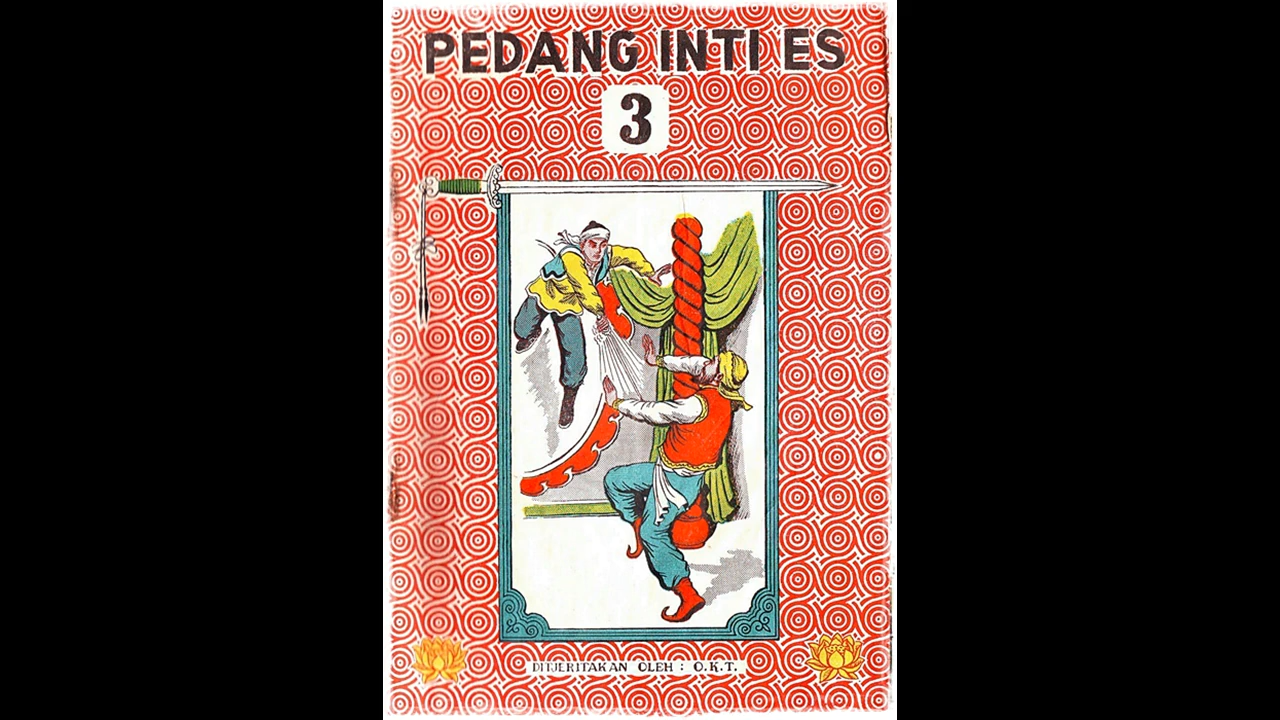 PEDANG INTI ES
3
DITJERITAKAN OLEH : O.K.T.